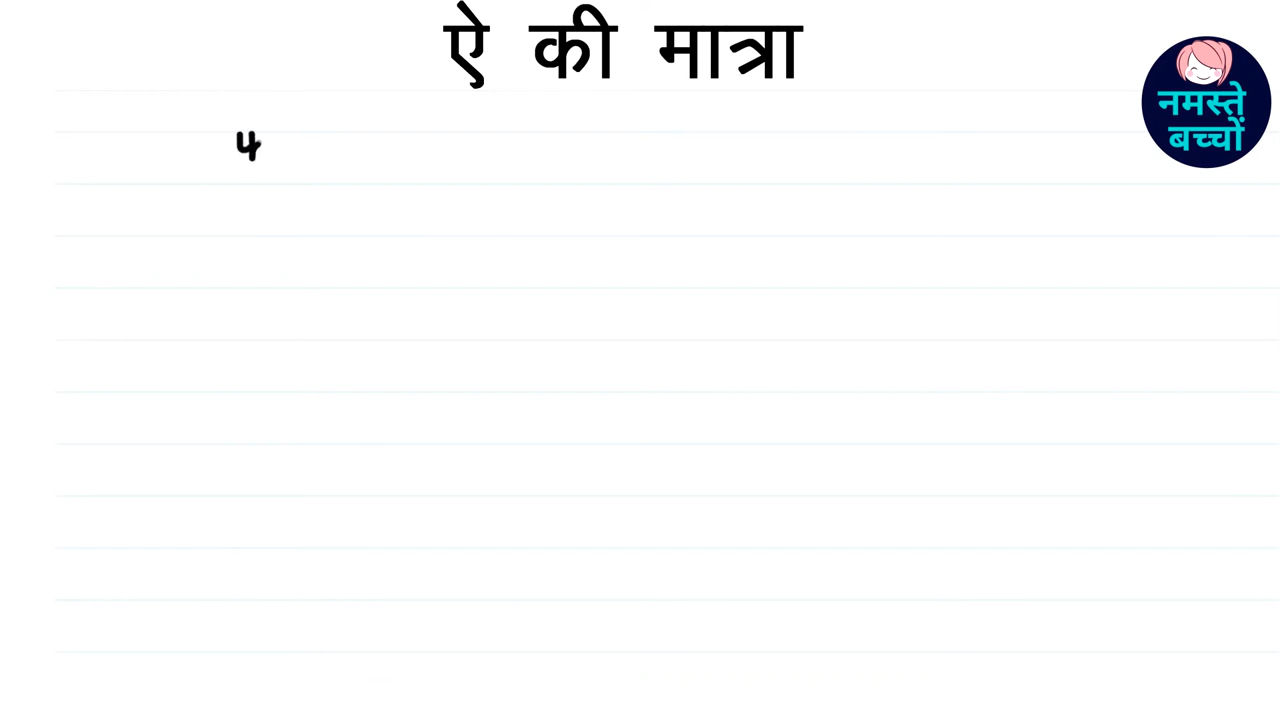 ऐ की मात्रा
नमस्ते
बच्चों